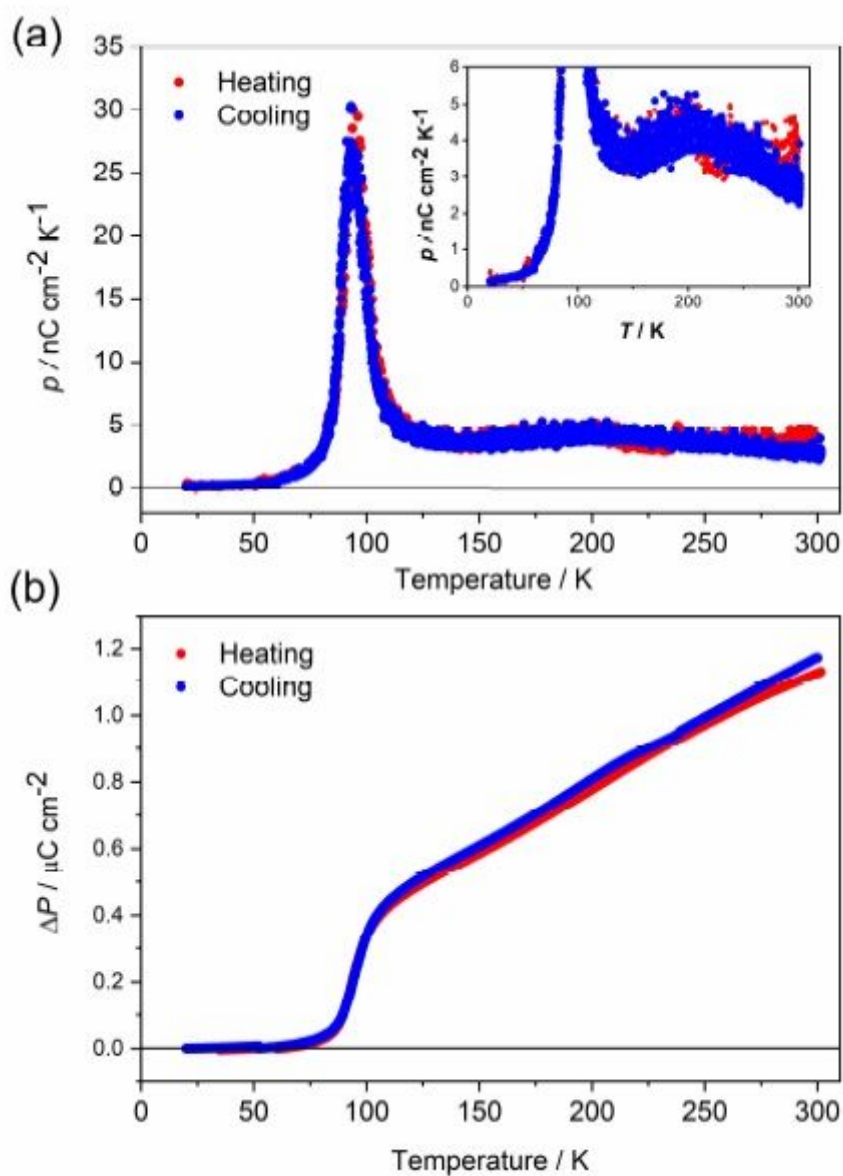 (a)
35
30
25
20
15
10
5
0
p / nC cm⁻² K⁻¹
Heating
Cooling
6
5
4
3
2
1
0
p / nC cm⁻² K⁻¹
0 100 200 300
T / K
0 50 100 150 200 250 300
Temperature / K
(b)
1.2
1.0
0.8
0.6
0.4
0.2
0.0
ΔP / μC cm⁻²
Heating
Cooling
0 50 100 150 200 250 300
Temperature / K